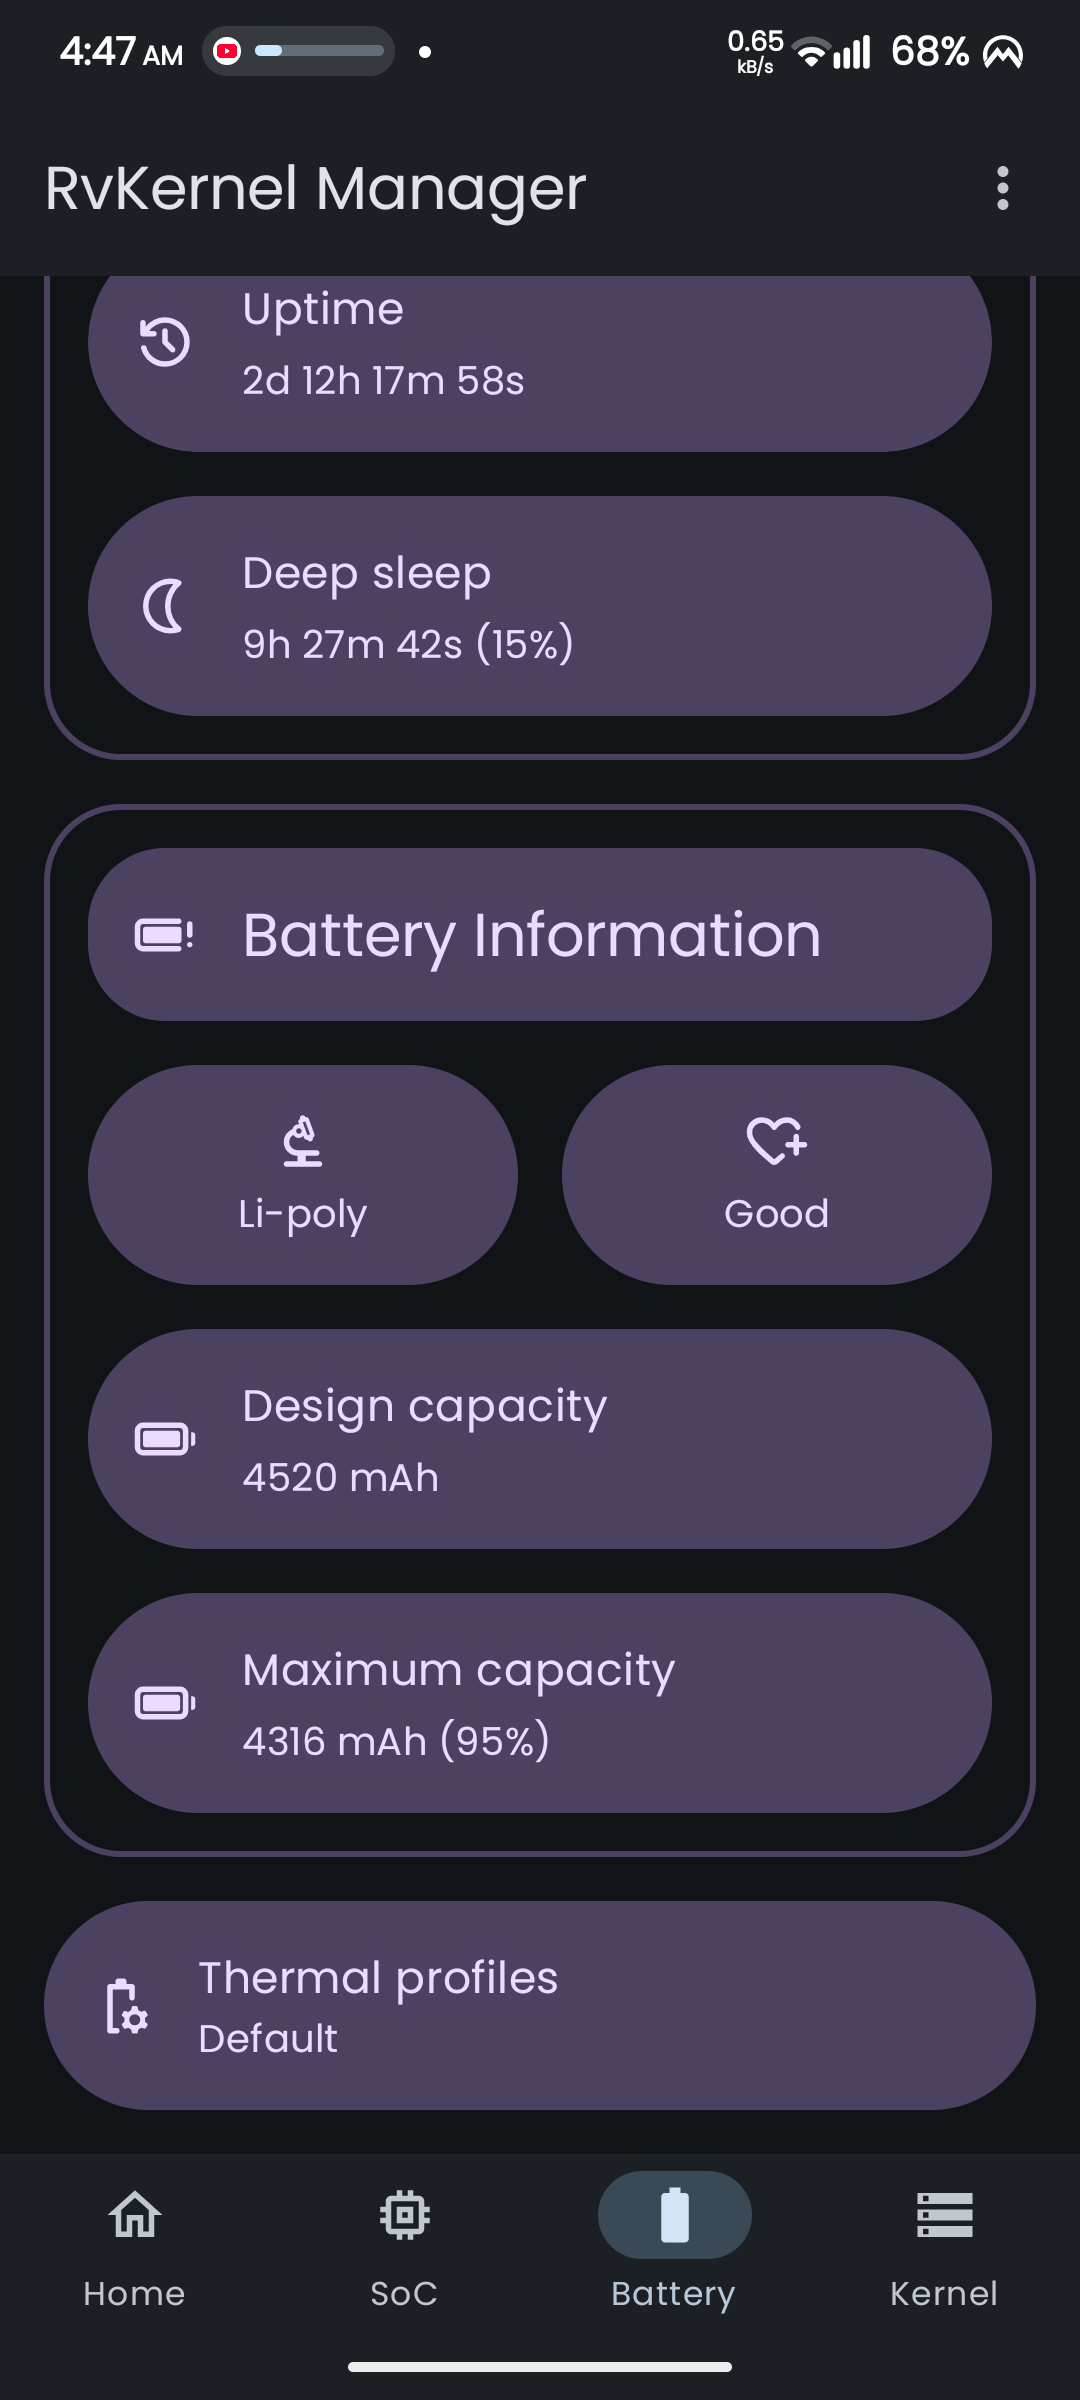 4:47 AM
0.65
kB/s
68%
RvKernel Manager
Uptime
2d 12h 17m 58s
Deep sleep
9h 27m 42s (15%)
Battery Information
Li-poly
Good
Design capacity
4520 mAh
Maximum capacity
4316 mAh (95%)
Thermal profiles
Default
Home
SoC
Battery
Kernel